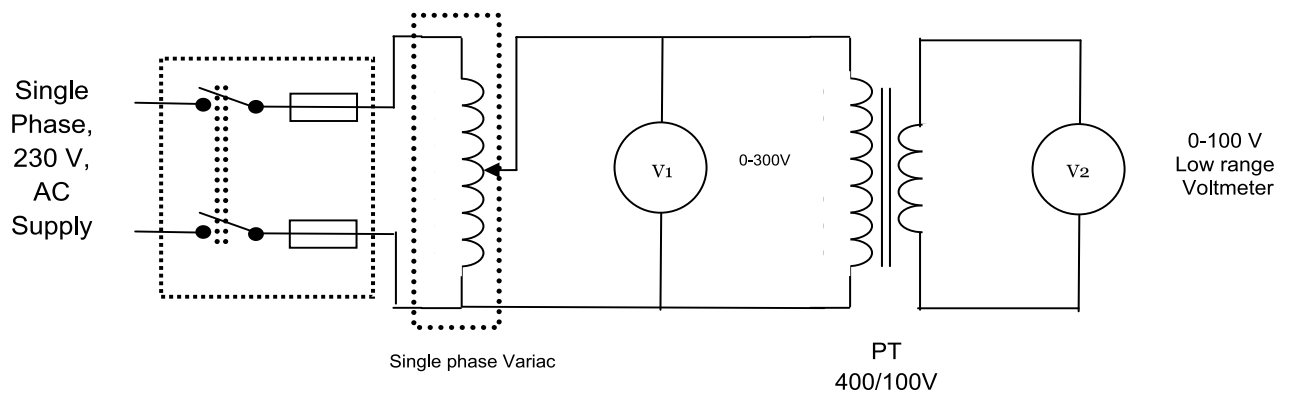 Single
Phase,
230 V,
AC
Supply
V1
0-300V
V2
0-100 V
Low range
Voltmeter
Single phase Variac
PT
400/100V